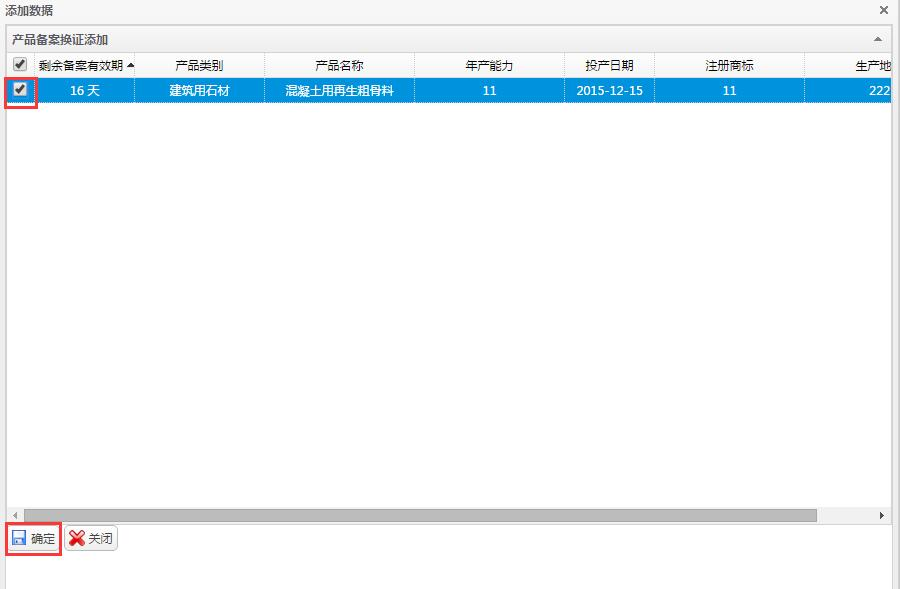 添加数据
产品备案换证添加
剩余备案有效期 产品类别 产品名称 年产能力 投产日期 注册商标 生产地
16 天 建筑用石材 混凝土用再生粗骨料 11 2015-12-15 11 222
确定 关闭